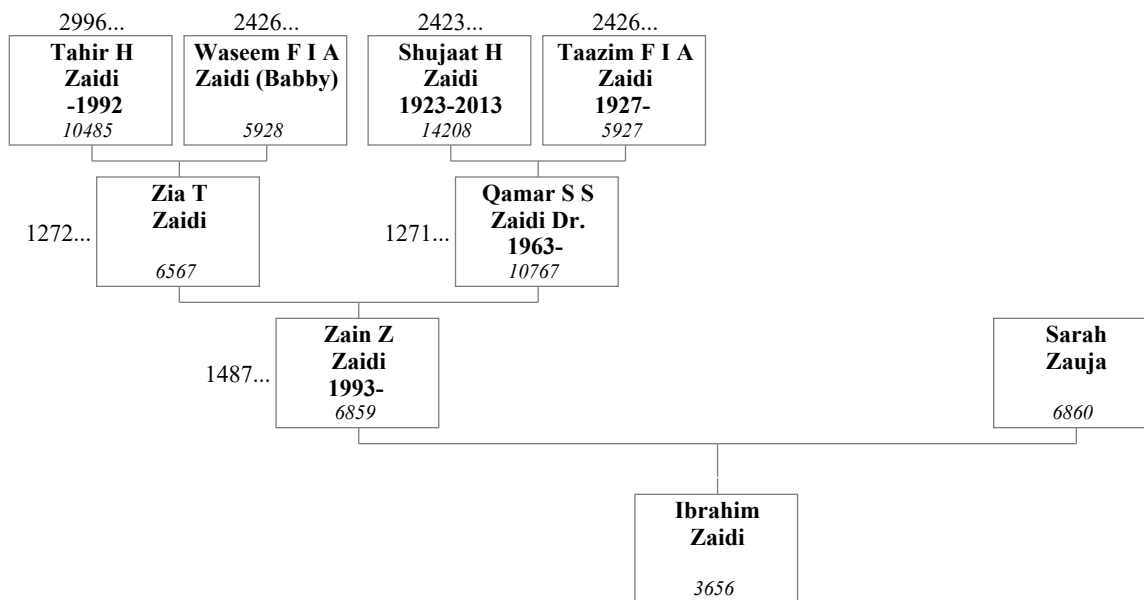 2996...
2426...
2423...
2426...
Tahir H
Zaidi
-1992
10485
Waseem F I A
Zaidi (Babby)
5928
Shujaat H
Zaidi
1923-2013
14208
Taazim F I A
Zaidi
1927-
5927
1272...
Zia T
Zaidi
6567
1271...
Qamar S S
Zaidi Dr.
1963-
10767
1487...
Zain Z
Zaidi
1993-
6859
Sarah
Zauja
6860
Ibrahim
Zaidi
3656